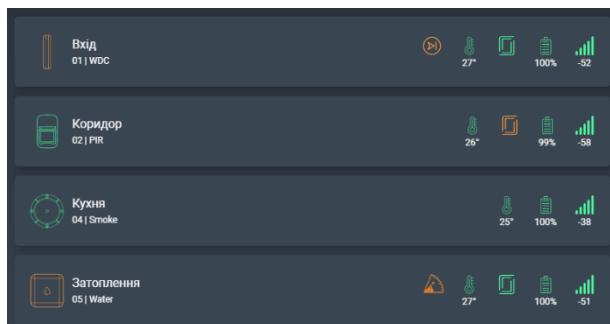 Вхід
01 | WDC
27°
100%
-52
Коридор
02 | PIR
26°
99%
-58
Кухня
04 | Smoke
25°
100%
-38
Затоплення
05 | Water
27°
100%
-51